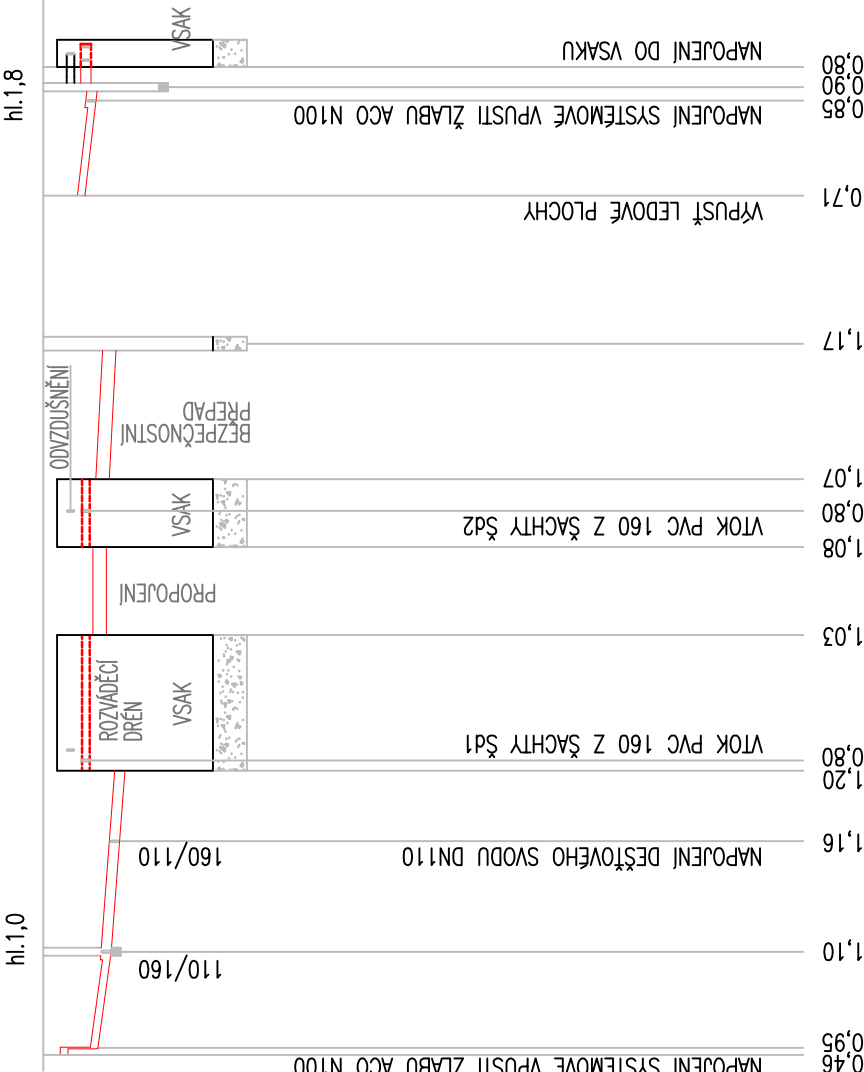 hl.1,8
VSAK
NAPOJENÍ DO VSAKU
0,80
0,90
0,85
NAPOJENÍ SYSTÉMOVÉ VPUSTI ŽLABU ACO N100
0,71
VÝPUSŤ LEDOVÉ PLOCHY
1,17
ODVZDUŠNĚNÍ
BEZPEČNOSTNÍ
PŘEPAD
1,07
VSAK
0,80
VTOK PVC 160 Z ŠACHTY Šd2
1,08
PROPOJENÍ
1,03
ROZVÁDĚCÍ
DRÉN
VSAK
VTOK PVC 160 Z ŠACHTY Šd1
0,80
1,20
1,16
160/110
NAPOJENÍ DEŠŤOVÉHO SVODU DN110
hl.1,0
1,10
110/160
0,95
0,46
NAPOJENÍ SYSTÉMOVÉ VPUSTI ŽLABU ACO N100